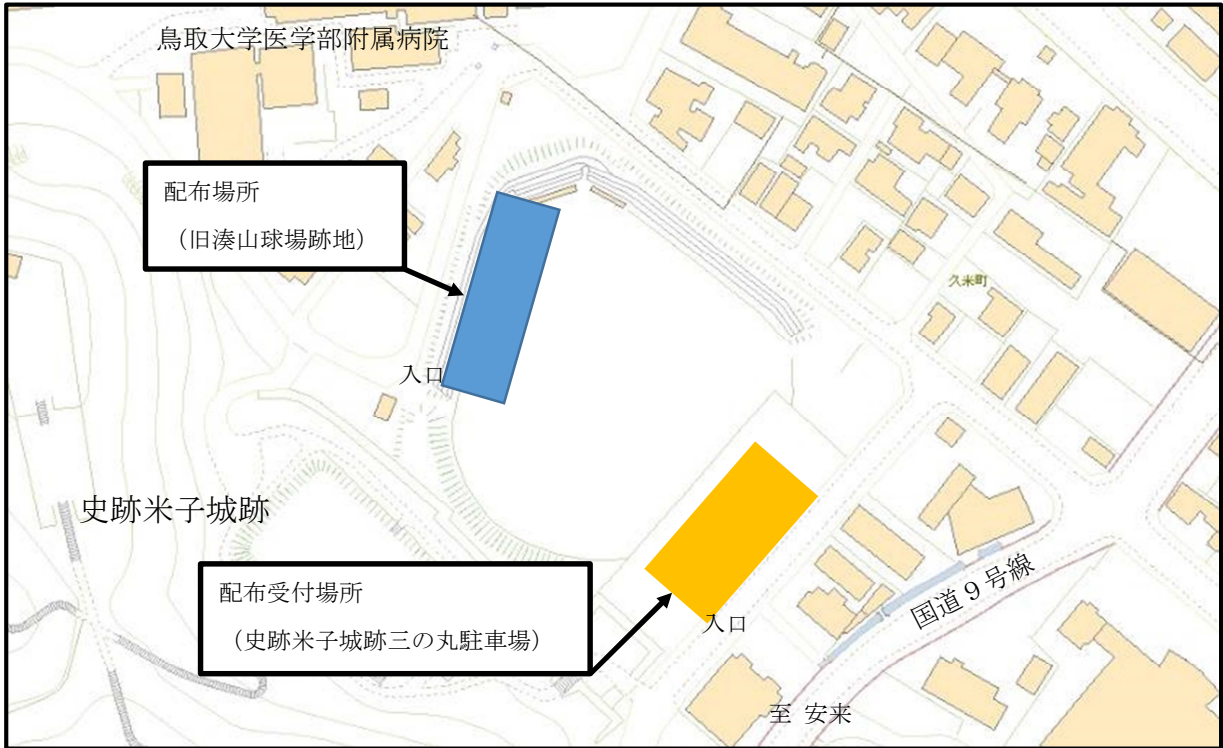 鳥取大学医学部附属病院
配布場所
（旧湊山球場跡地）
久米町
入口
史跡米子城跡
配布受付場所
（史跡米子城跡三の丸駐車場）
入口
国道９号線
至 安来